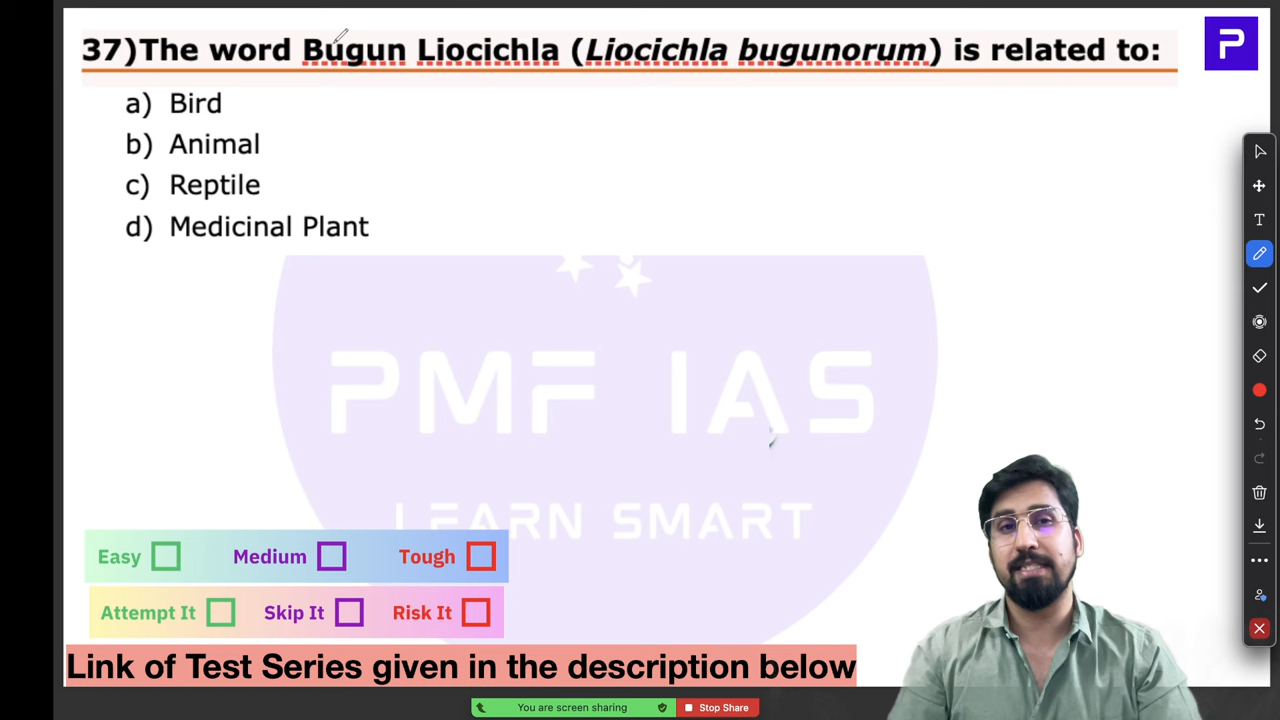 37)The word Bugun Liocichla (Liocichla bugunorum) is related to:
P
a) Bird
b) Animal
c) Reptile
d) Medicinal Plant
PMF IAS
LEARN SMART
Easy Medium Tough
Attempt It Skip It Risk It
Link of Test Series given in the description below
You are screen sharing Stop Share
T